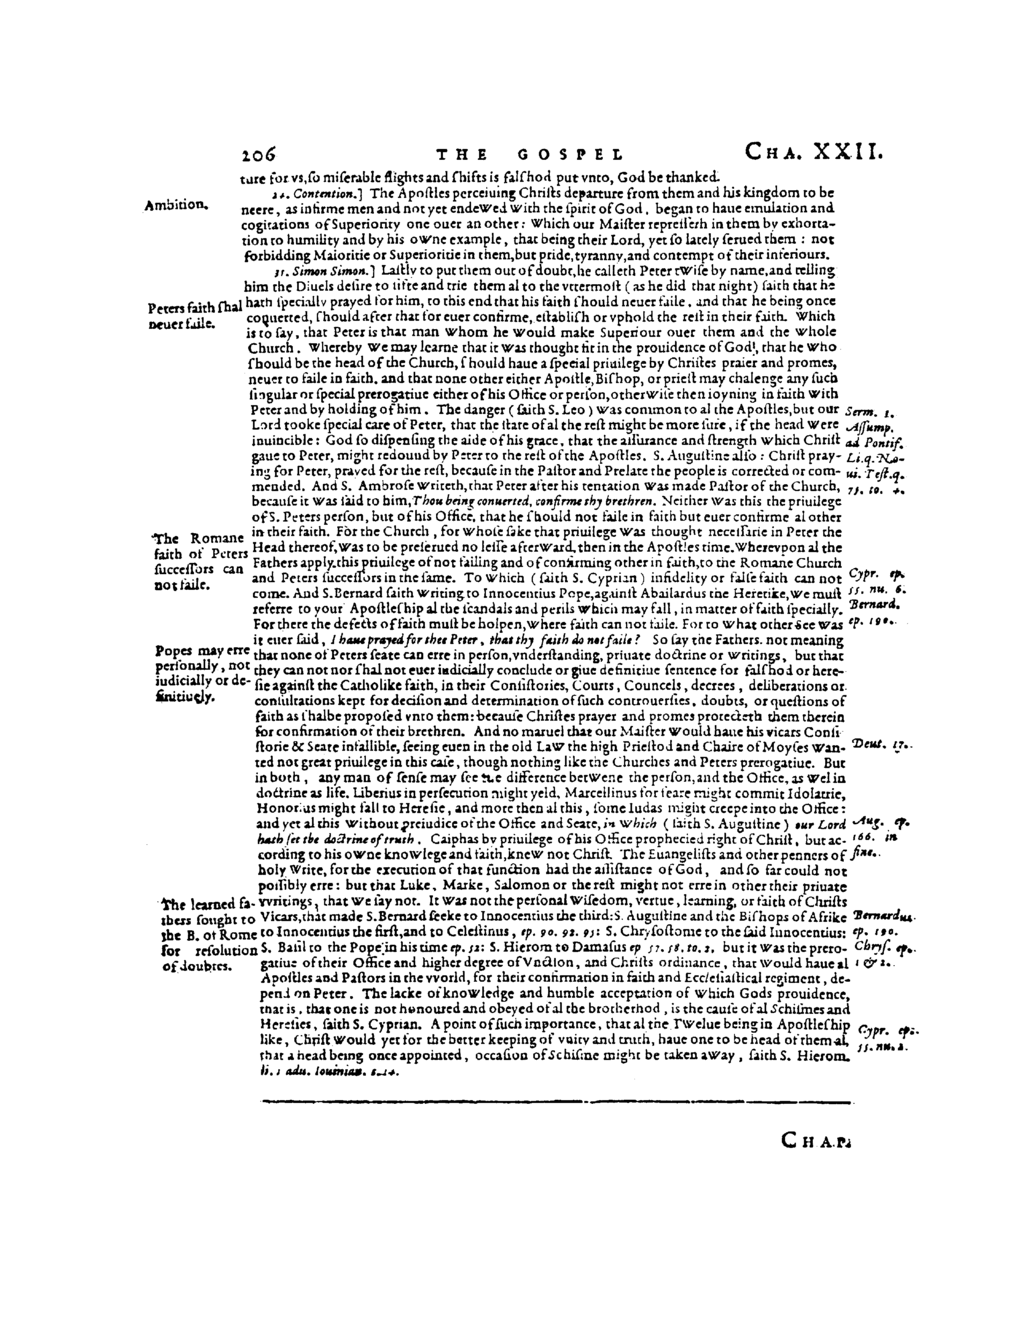 206 THE GOSPEL CHA. XXII.
ture for vs, so miserable flights and shifts is falshod put vnto, God be thanked.
24. Contention.] The Apostles perceiuing Christs departure from them and his kingdom to be
Ambition.
neere, as infirme men and not yet endewed with the spirit of God, began to haue emulation and
cogitations of Superiority one ouer an other: Which our Maister represseth in them by exhorta-
tion to humility and by his owne example, that being their Lord, yet so lately serued them: not
forbidding Maioritie or Superioritie in them, but pride, tyranny, and contempt of their inferiours.
31. Simon Simon.] Lastly to put them out of doubt, he calleth Peter twise by name, and telling
him the Diuels desire to sifte and trie them al to the vttermost (as he did that night) saith that he
Peters faith shal
neuer faile.
hath specially prayed for him, to this end that his faith should neuer faile, and that he being once
conuerted, should after that for euer confirme, establish or vphold the rest in their faith. Which
is to say, that Peter is that man whom he would make Superiour ouer them and the whole
Church. Whereby we may learne that it was thought fit in the prouidence of God, that he who
should be the head of the Church, should haue a special priuilege by Christes praier and promes,
neuer to faile in faith, and that none other either Apostle, Bishop, or priest may chalenge any such
singular or special prerogatiue either of his Office or person, otherwise then ioyning in faith with
Peter and by holding of him. The danger (saith S. Leo) was common to al the Apostles, but our
Serm. 1.
Lord tooke special care of Peter, that the state of al the rest might be more sure, if the head were
Assump.
inuincible: God so dispensing the aide of his grace, that the assurance and strength which Christ
ad Pontif.
gaue to Peter, might redound by Peter to the rest of the Apostles. S. Augustine also: Christ pray-
Li. q. No-
ing for Peter, prayed for the rest, because in the Pastor and Prelate the people is corrected or com-
ui. Test. q.
mended. And S. Ambrose writeth, that Peter after his tentation was made Pastor of the Church,
75. to. 4.
because it was said to him, Thou being conuerted, confirme thy brethren. Neither was this the priuilege
of S. Peters person, but of his Office, that he should not faile in faith but euer confirme al other
in their faith. For the Church, for whose sake that priuilege was thought necessarie in Peter the
The Romane
faith of Peters
successors can
not faile.
Head thereof, was to be preserued no lesse afterward, then in the Apostles time. Wherevpon al the
Fathers apply this priuilege of not failing and of confirming other in faith, to the Romane Church
and Peters successors in the same. To which (saith S. Cyprian) infidelity or false faith can not
Cypr. ep.
come. And S. Bernard saith writing to Innocentius Pope, against Abailardus the Heretike, we must
55. nu. 6.
referre to your Apostleship al the scandals and perils which may fall, in matter of faith specially.
Bernard.
For there the defects of faith must be holpen, where faith can not faile. For to what other See was
ep. 190.
it euer said, I haue prayed for thee Peter, that thy faith do not faile? So say the Fathers. not meaning
Popes may erre
personally, not
iudicially or de-
finitiuely.
that none of Peters seate can erre in person, vnderstanding, priuate doctrine or writings, but that
they can not nor shal not euer iudicially conclude or giue definitiue sentence for falshod or here-
sie against the Catholike faith, in their Consistories, Courts, Councels, decrees, deliberations or
consultations kept for decision and determination of such controuersies, doubts, or questions of
faith as shalbe proposed vnto them: because Christes prayer and promes protecteth them therein
for confirmation of their brethren. And no maruel that our Maister would haue his vicars Consi
storie & Seate infallible, seeing euen in the old Law the high Priestod and Chaire of Moyses wan-
Deut. 17.
ted not great priuilege in this case, though nothing like the Churches and Peters prerogatiue. But
in both, any man of sense may see the difference betwene the person, and the Office, as wel in
doctrine as life. Liberius in persecution might yeld, Marcellinus for feare might commit Idolatrie,
Honorius might fall to Heresie, and more then al this, some Iudas might creepe into the Office:
and yet al this without preiudice of the Office and Seate, in which (saith S. Augustine) our Lord
Aug. ep.
hath set the doctrine of truth. Caiphas by priuilege of his Office prophecied right of Christ, but ac-
166. in
cording to his owne knowlege and faith, knew not Christ. The Euangelists and other penners of
fine.
holy Write, for the execution of that function had the assistance of God, and so far could not
possibly erre: but that Luke, Marke, Salomon or the rest might not erre in other their priuate
The learned fa-
thers sought to
the B. of Rome
for resolution
of doubtes.
vvritings, that we say not. It was not the personal wisedom, vertue, learning, or faith of Christs
Vicars, that made S. Bernard seeke to Innocentius the third: S. Augustine and the Bishops of Afrike
Bernardus.
to Innocentius the first, and to Celestinus, ep. 90. 92. 95: S. Chrysostome to the said Innocentius:
ep. 190.
S. Basil to the Pope in his time ep. 52: S. Hierom to Damasus ep 57. 58. to. 2. but it was the prero-
Chrys. ep.
gatiue of their Office and higher degree of Vnction, and Christs ordinance, that would haue al
1 & 2.
Apostles and Pastors in the vvorld, for their confirmation in faith and Ecclesiastical regiment, de-
pend on Peter. The lacke of knowledge and humble acceptation of which Gods prouidence,
that is, that one is not honoured and obeyed of al the brotherhod, is the cause of al Schismes and
Heresies, saith S. Cyprian. A point of such importance, that al the Twelue being in Apostleship
Cypr. ep.
like, Christ would yet for the better keeping of vnity and truth, haue one to be head of them al,
55. nu. 2.
that a head being once appointed, occasion of Schisme might be taken away, saith S. Hierom.
li. 1 adu. Iouinian. c. 14.
CHAP.